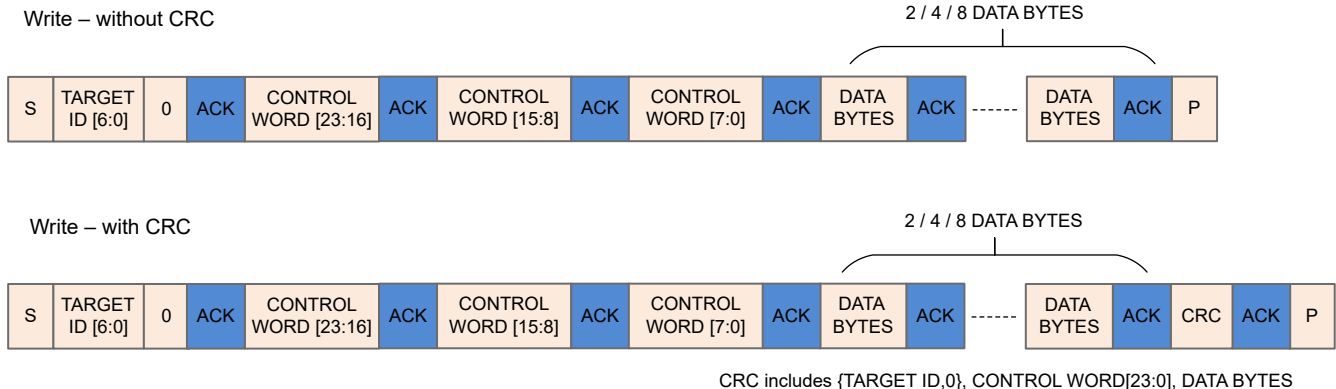 Write – without CRC
2 / 4 / 8 DATA BYTES
S TARGET ID [6:0] 0 ACK CONTROL WORD [23:16] ACK CONTROL WORD [15:8] ACK CONTROL WORD [7:0] ACK DATA BYTES ACK ------ DATA BYTES ACK P
Write – with CRC
2 / 4 / 8 DATA BYTES
S TARGET ID [6:0] 0 ACK CONTROL WORD [23:16] ACK CONTROL WORD [15:8] ACK CONTROL WORD [7:0] ACK DATA BYTES ACK ------ DATA BYTES ACK CRC ACK P
CRC includes {TARGET ID,0}, CONTROL WORD[23:0], DATA BYTES